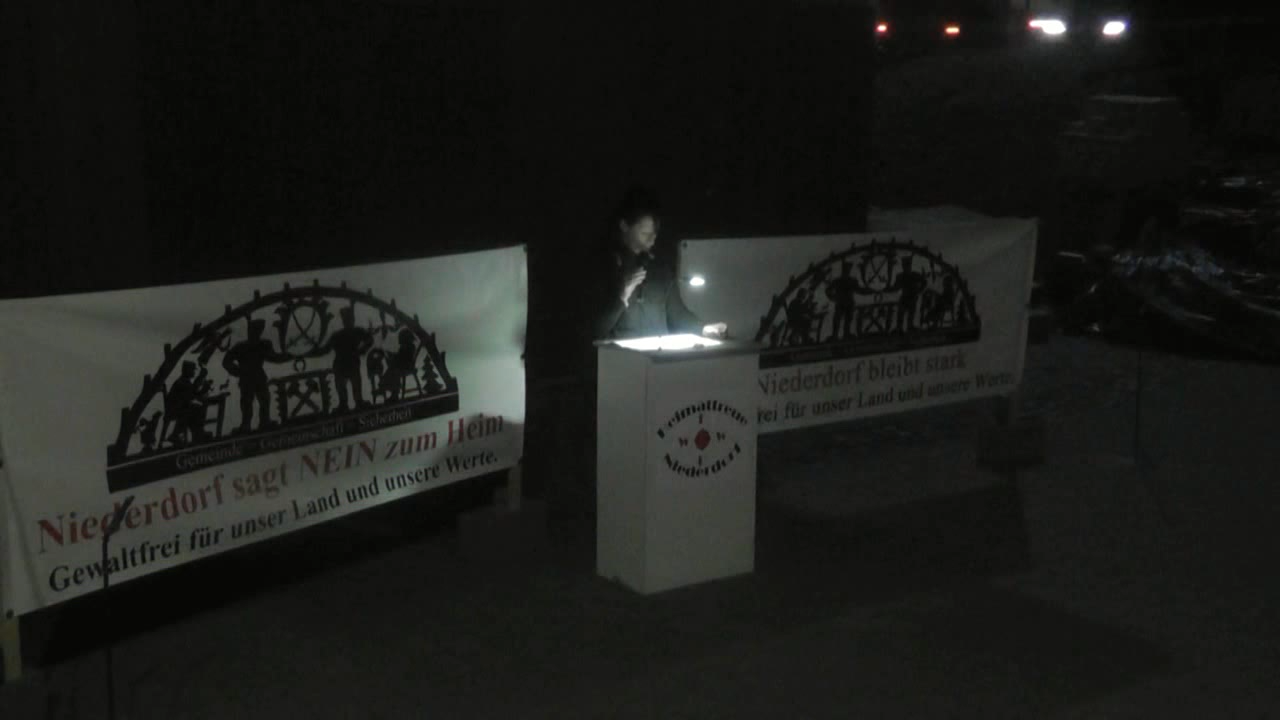 Gemeinde - Gemeinschaft - Sicherheit
Niederdorf sagt NEIN zum Heim
Gewaltfrei für unser Land und unsere Werte.
Heimattreue
W W
Niederdorf
Niederdorf bleibt stark
frei für unser Land und unsere Werte.